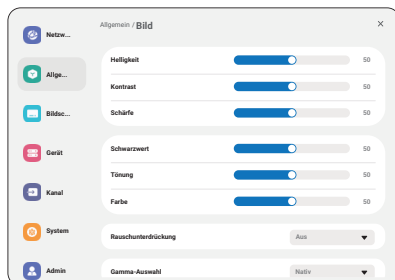 Allgemein / Bild
×
Netzw...
Allge...
Bildsc...
Gerät
Kanal
System
Admin
Helligkeit 50
Kontrast 50
Schärfe 50
Schwarzwert 50
Tönung 50
Farbe 50
Rauschunterdrückung Aus
Gamma-Auswahl Nativ